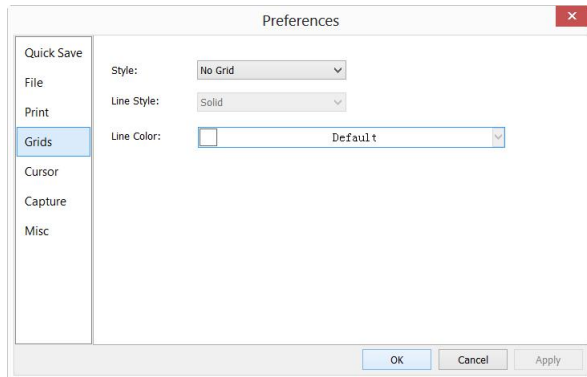 Preferences
Quick Save
File
Print
Grids
Cursor
Capture
Misc
Style: No Grid
Line Style: Solid
Line Color: Default
OK Cancel Apply